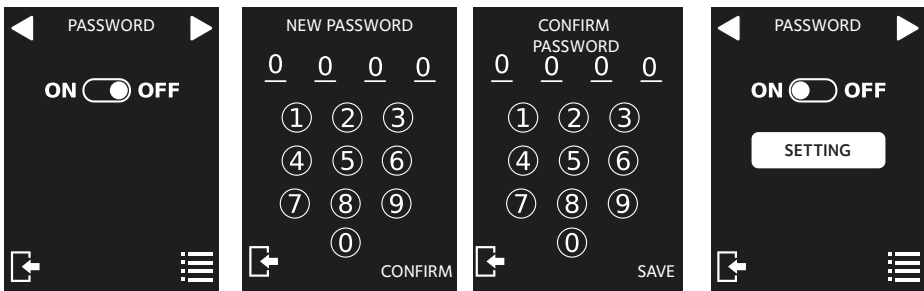 PASSWORD
ON OFF
NEW PASSWORD
0 0 0 0
1 2 3
4 5 6
7 8 9
0
CONFIRM
CONFIRM
PASSWORD
0 0 0 0
1 2 3
4 5 6
7 8 9
0
SAVE
PASSWORD
ON OFF
SETTING